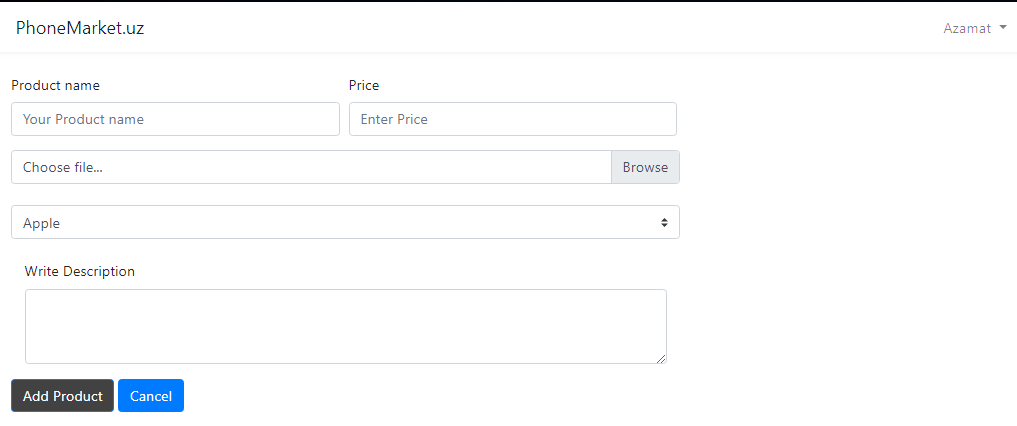 PhoneMarket.uz
Azamat
Product name
Price
Your Product name
Enter Price
Choose file...
Browse
Apple
Write Description
Add Product
Cancel